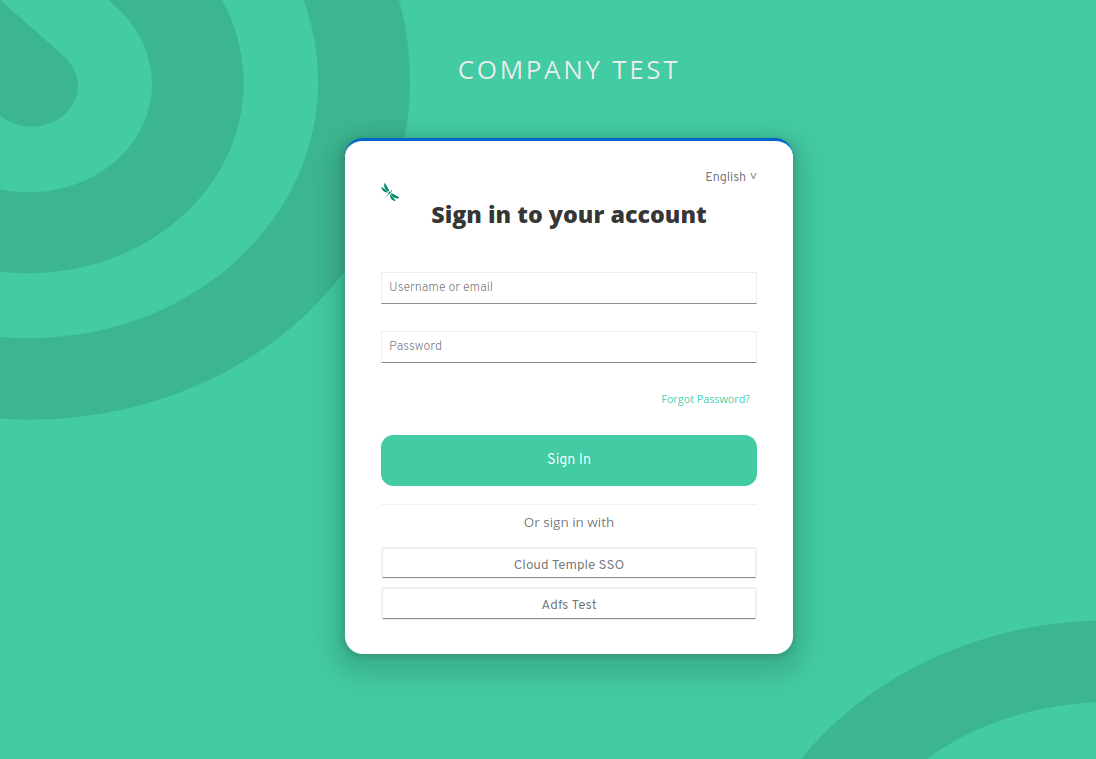 COMPANY TEST
English v
Sign in to your account
Username or email
Password
Forgot Password?
Sign In
Or sign in with
Cloud Temple SSO
Adfs Test